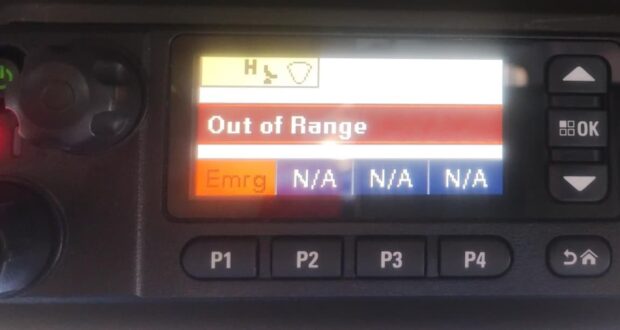 H
Out of Range
Emrg N/A N/A N/A
OK
P1 P2 P3 P4